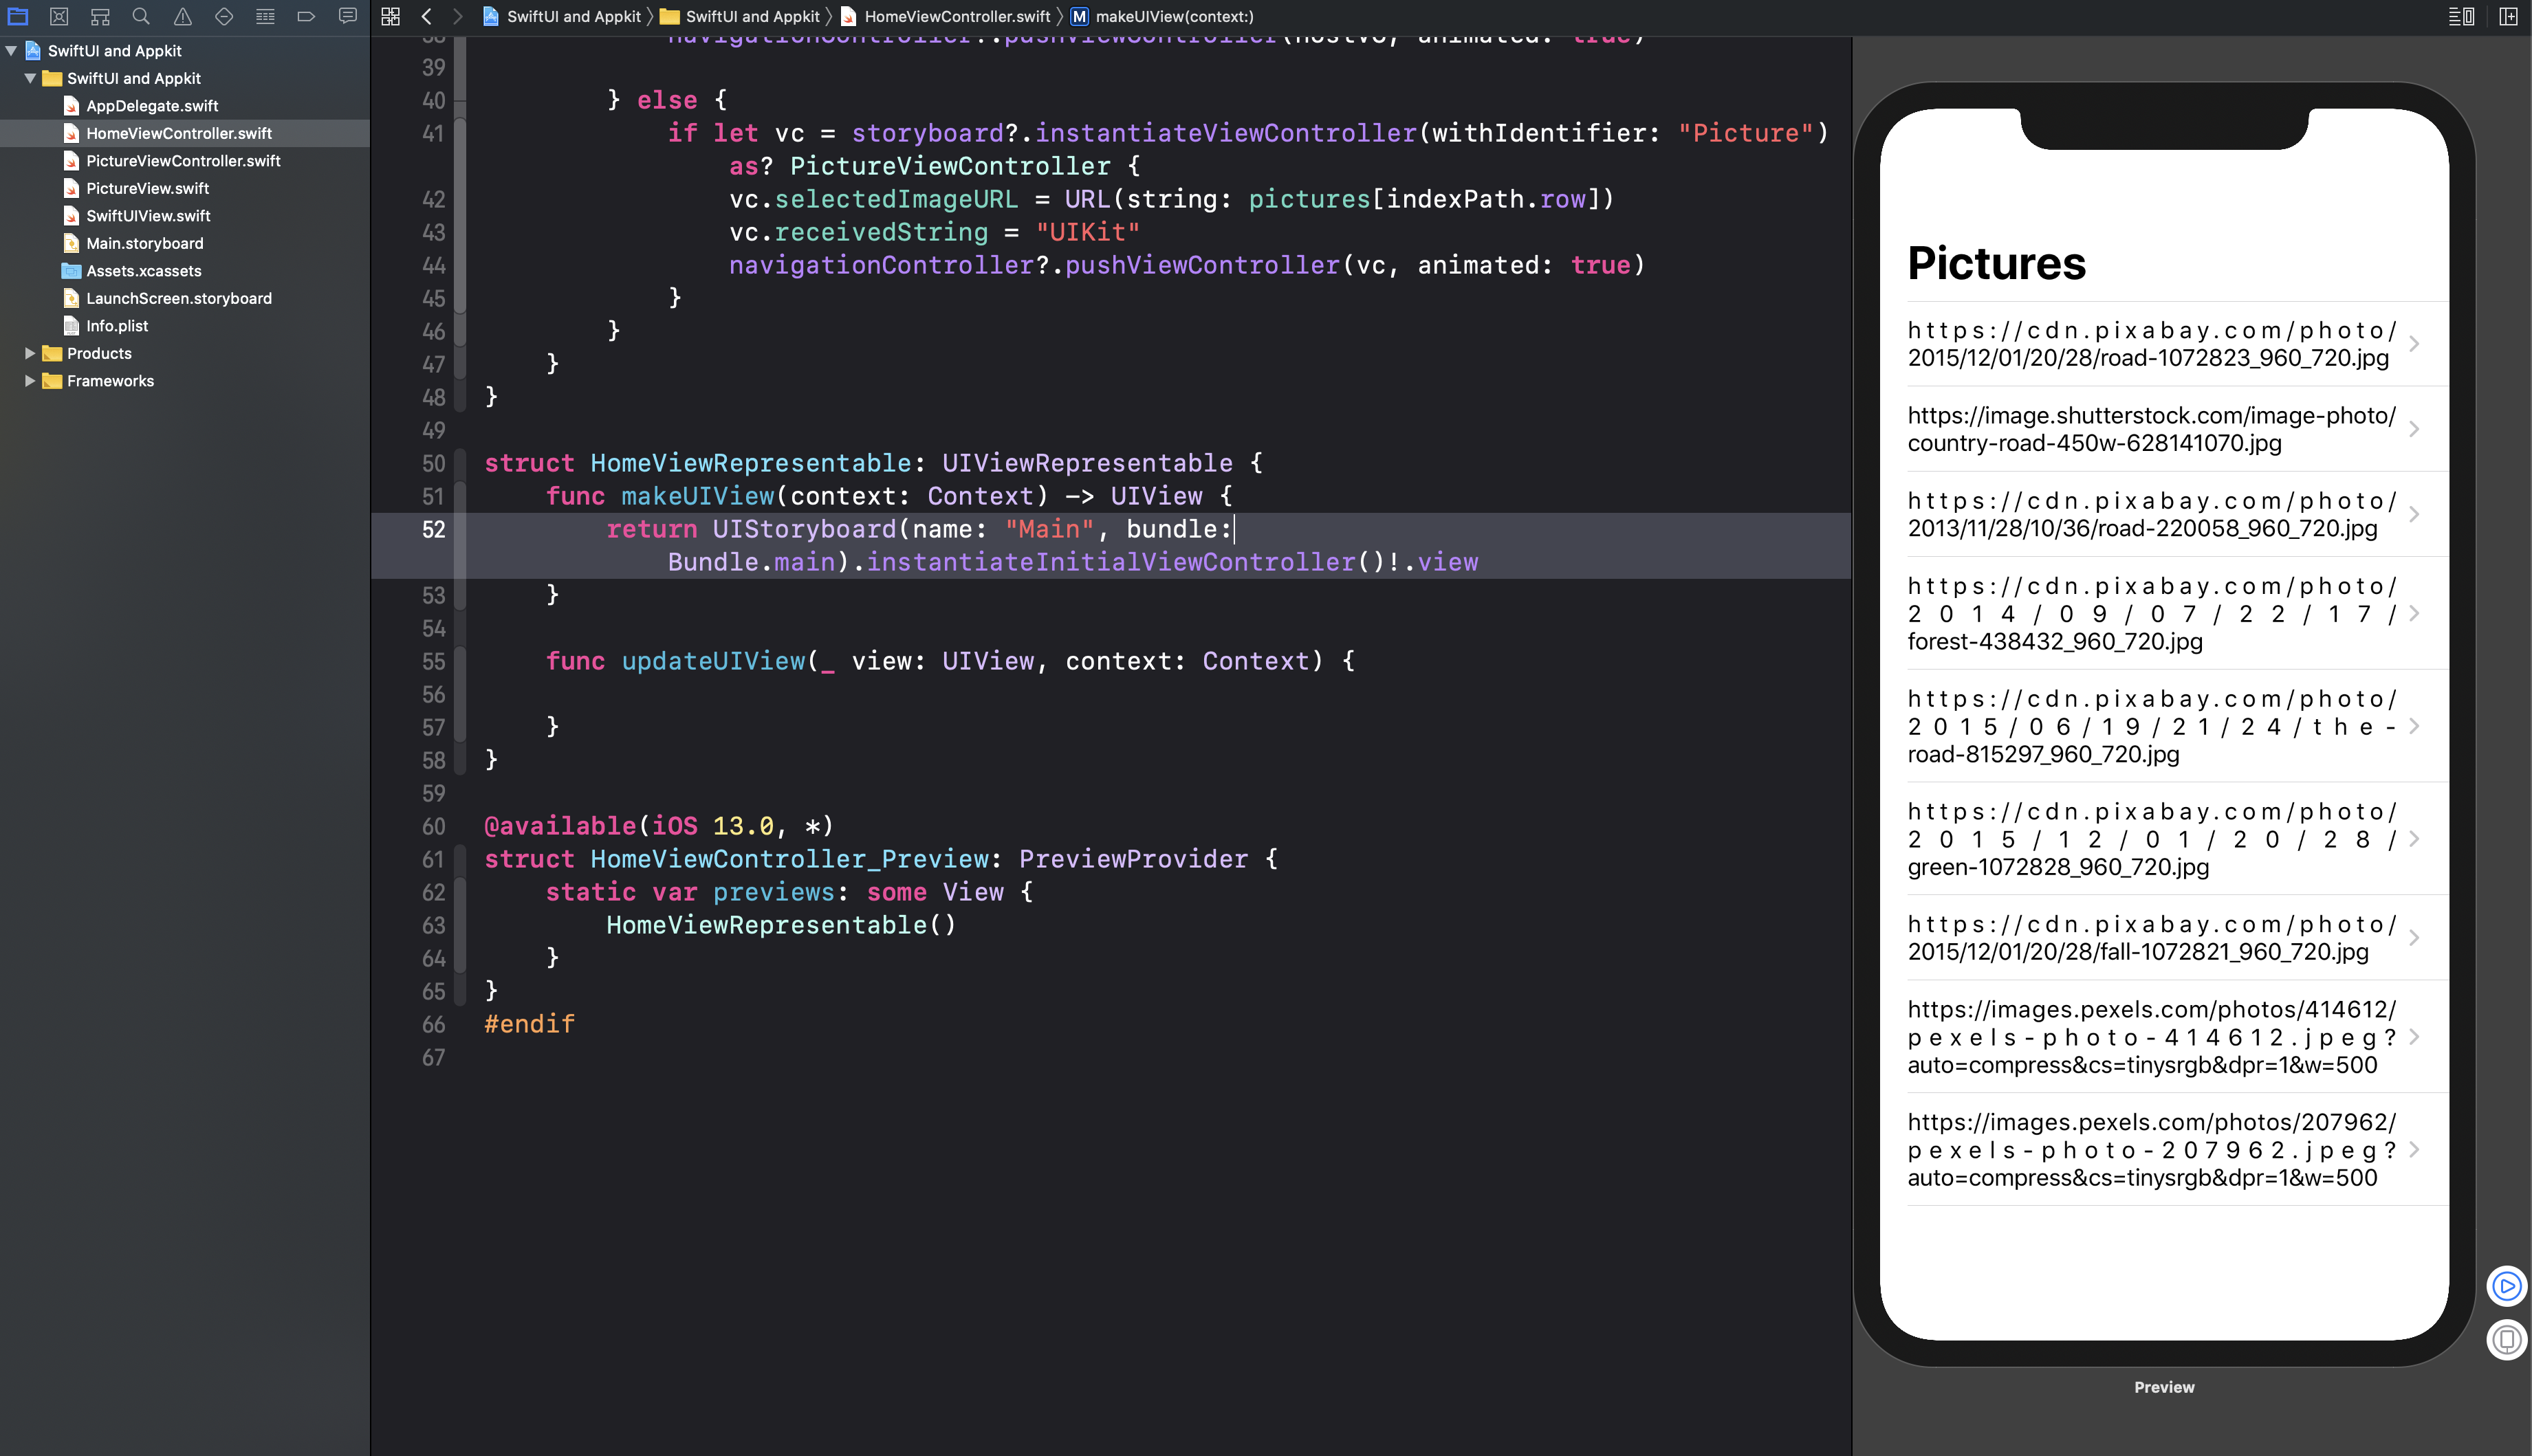 SwiftUI and Appkit 〉 SwiftUI and Appkit 〉 HomeViewController.swift 〉 M makeUIView(context:)
SwiftUI and Appkit
SwiftUI and Appkit
AppDelegate.swift
HomeViewController.swift
PictureViewController.swift
PictureView.swift
SwiftUIView.swift
Main.storyboard
Assets.xcassets
LaunchScreen.storyboard
Info.plist
Products
Frameworks
38 navigationController?.pushViewController(hostVC, animated: true)
39
40 } else {
41 if let vc = storyboard?.instantiateViewController(withIdentifier: "Picture")
as? PictureViewController {
42 vc.selectedImageURL = URL(string: pictures[indexPath.row])
43 vc.receivedString = "UIKit"
44 navigationController?.pushViewController(vc, animated: true)
45 }
46 }
47 }
48 }
49
50 struct HomeViewRepresentable: UIViewRepresentable {
51 func makeUIView(context: Context) -> UIView {
52 return UIStoryboard(name: "Main", bundle:
Bundle.main).instantiateInitialViewController()!.view
53 }
54
55 func updateUIView(_ view: UIView, context: Context) {
56
57 }
58 }
59
60 @available(iOS 13.0, *)
61 struct HomeViewController_Preview: PreviewProvider {
62 static var previews: some View {
63 HomeViewRepresentable()
64 }
65 }
66 #endif
67
Pictures
https://cdn.pixabay.com/photo/
2015/12/01/20/28/road-1072823_960_720.jpg
https://image.shutterstock.com/image-photo/
country-road-450w-628141070.jpg
https://cdn.pixabay.com/photo/
2013/11/28/10/36/road-220058_960_720.jpg
https://cdn.pixabay.com/photo/
2014/09/07/22/17/
forest-438432_960_720.jpg
https://cdn.pixabay.com/photo/
2015/06/19/21/24/the-
road-815297_960_720.jpg
https://cdn.pixabay.com/photo/
2015/12/01/20/28/
green-1072828_960_720.jpg
https://cdn.pixabay.com/photo/
2015/12/01/20/28/fall-1072821_960_720.jpg
https://images.pexels.com/photos/414612/
pexels-photo-414612.jpeg?
auto=compress&cs=tinysrgb&dpr=1&w=500
https://images.pexels.com/photos/207962/
pexels-photo-207962.jpeg?
auto=compress&cs=tinysrgb&dpr=1&w=500
Preview